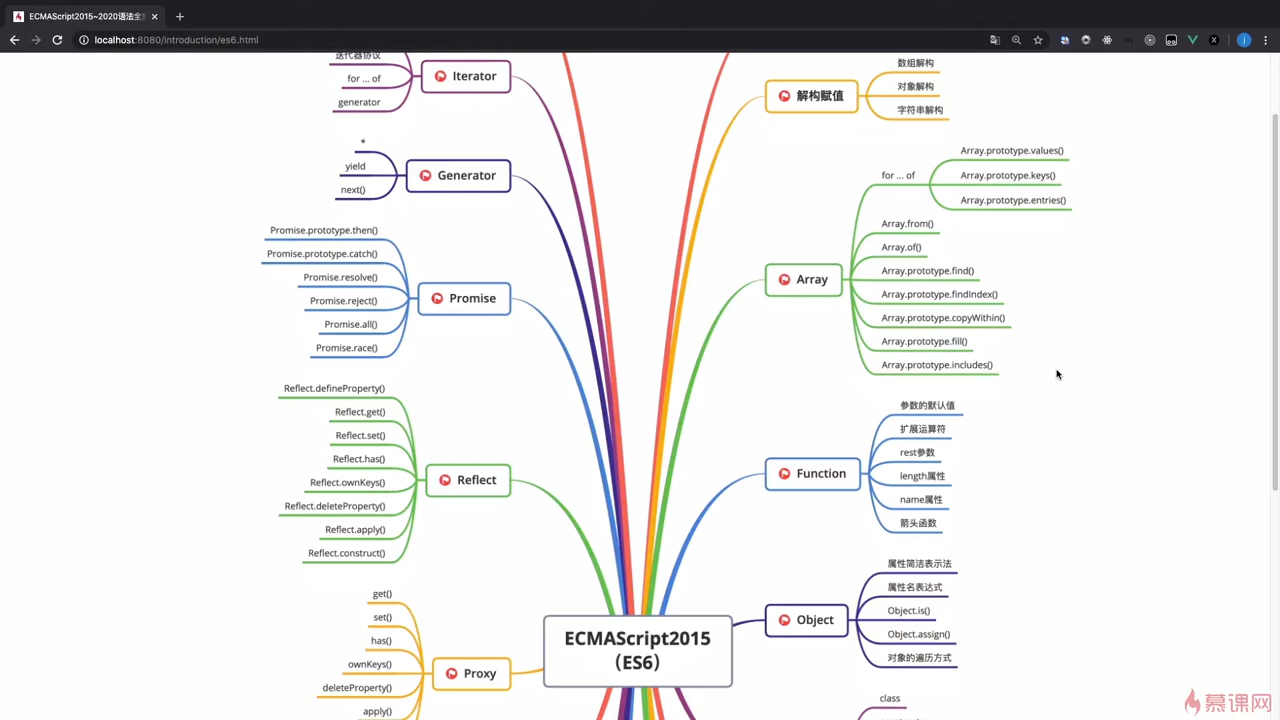 ECMAScript2015~2020语法全
localhost:8080/introduction/es6.html
迭代器协议
for ... of
generator
Iterator
*
yield
next()
Generator
Promise.prototype.then()
Promise.prototype.catch()
Promise.resolve()
Promise.reject()
Promise.all()
Promise.race()
Promise
Reflect.defineProperty()
Reflect.get()
Reflect.set()
Reflect.has()
Reflect.ownKeys()
Reflect.deleteProperty()
Reflect.apply()
Reflect.construct()
Reflect
get()
set()
has()
ownKeys()
deleteProperty()
apply()
Proxy
ECMAScript2015
（ES6）
解构赋值
数组解构
对象解构
字符串解构
Array
for ... of
Array.prototype.values()
Array.prototype.keys()
Array.prototype.entries()
Array.from()
Array.of()
Array.prototype.find()
Array.prototype.findIndex()
Array.prototype.copyWithin()
Array.prototype.fill()
Array.prototype.includes()
Function
参数的默认值
扩展运算符
rest参数
length属性
name属性
箭头函数
Object
属性简洁表示法
属性名表达式
Object.is()
Object.assign()
对象的遍历方式
class
慕课网